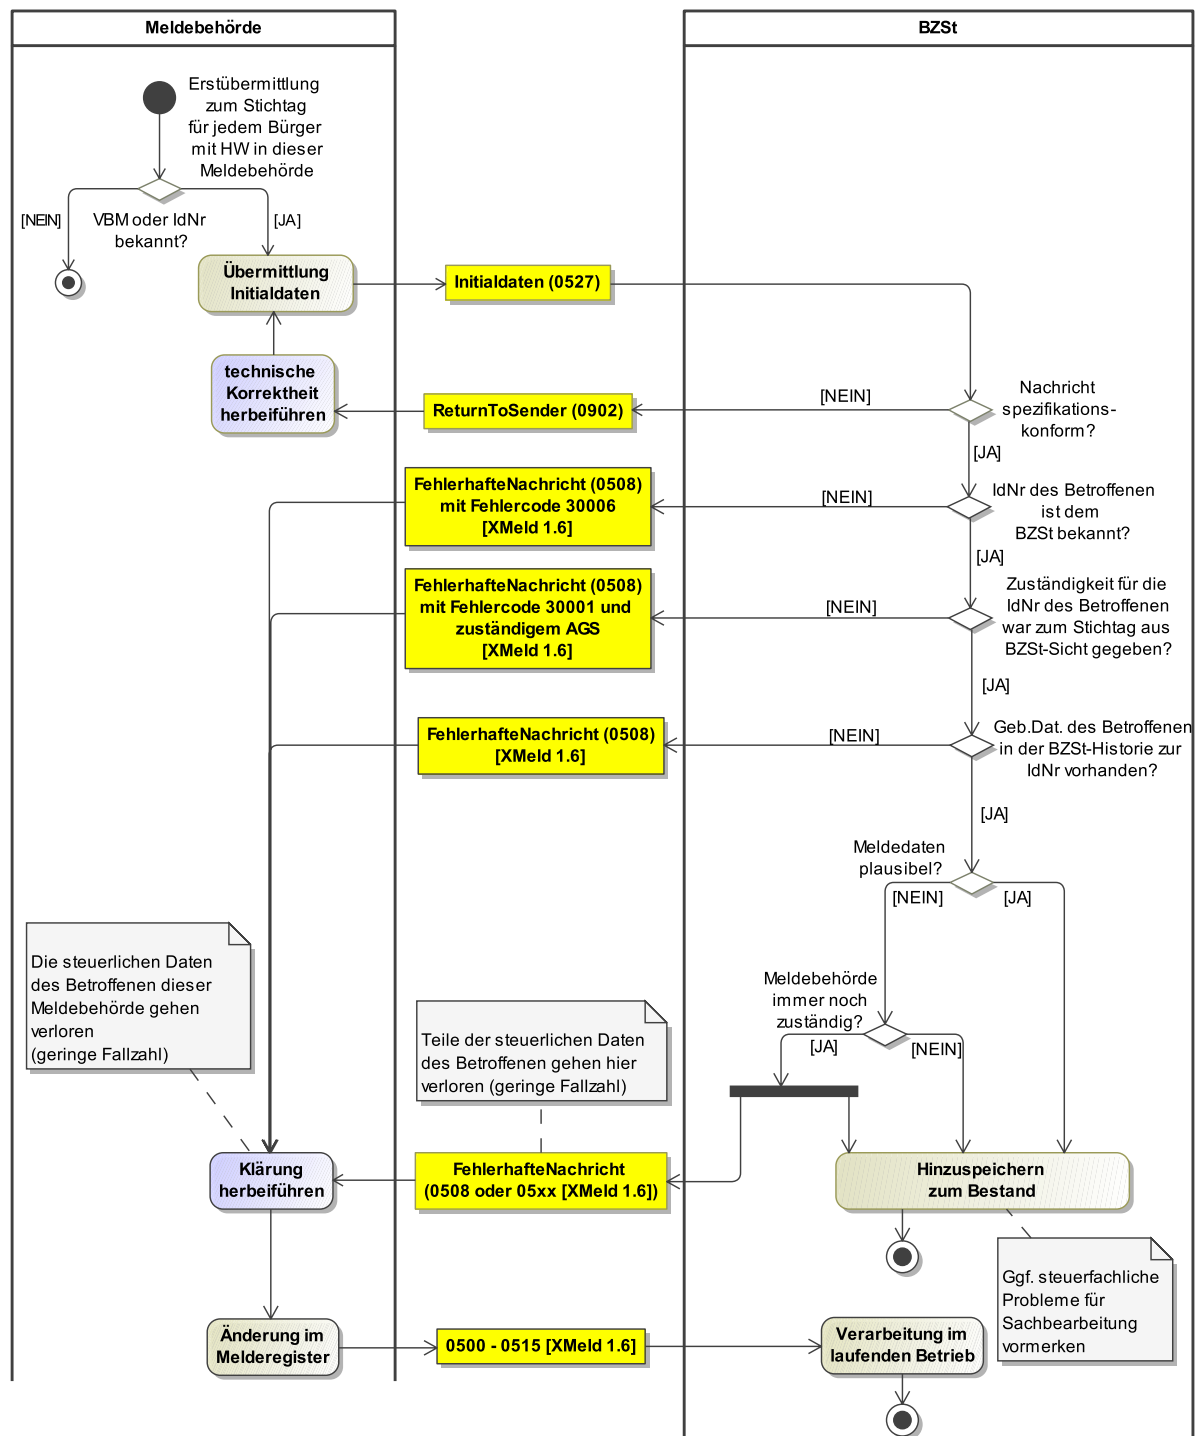 Meldebehörde
BZSt
Erstübermittlung
zum Stichtag
für jedem Bürger
mit HW in dieser
Meldebehörde
[NEIN]
VBM oder IdNr
bekannt?
[JA]
Übermittlung
Initialdaten
Initialdaten (0527)
technische
Korrektheit
herbeiführen
ReturnToSender (0902)
[NEIN]
Nachricht
spezifikations-
konform?
[JA]
FehlerhafteNachricht (0508)
mit Fehlercode 30006
[XMeld 1.6]
[NEIN]
IdNr des Betroffenen
ist dem
BZSt bekannt?
[JA]
FehlerhafteNachricht (0508)
mit Fehlercode 30001 und
zuständigem AGS
[XMeld 1.6]
[NEIN]
Zuständigkeit für die
IdNr des Betroffenen
war zum Stichtag aus
BZSt-Sicht gegeben?
[JA]
FehlerhafteNachricht (0508)
[XMeld 1.6]
[NEIN]
Geb.Dat. des Betroffenen
in der BZSt-Historie zur
IdNr vorhanden?
[JA]
Meldedaten
plausibel?
[NEIN]
[JA]
Die steuerlichen Daten
des Betroffenen dieser
Meldebehörde gehen
verloren
(geringe Fallzahl)
Meldebehörde
immer noch
zuständig?
[JA]
[NEIN]
Teile der steuerlichen Daten
des Betroffenen gehen hier
verloren (geringe Fallzahl)
Klärung
herbeiführen
FehlerhafteNachricht
(0508 oder 05xx [XMeld 1.6])
Hinzuspeichern
zum Bestand
Ggf. steuerfachliche
Probleme für
Sachbearbeitung
vormerken
Änderung im
Melderegister
0500 - 0515 [XMeld 1.6]
Verarbeitung im
laufenden Betrieb